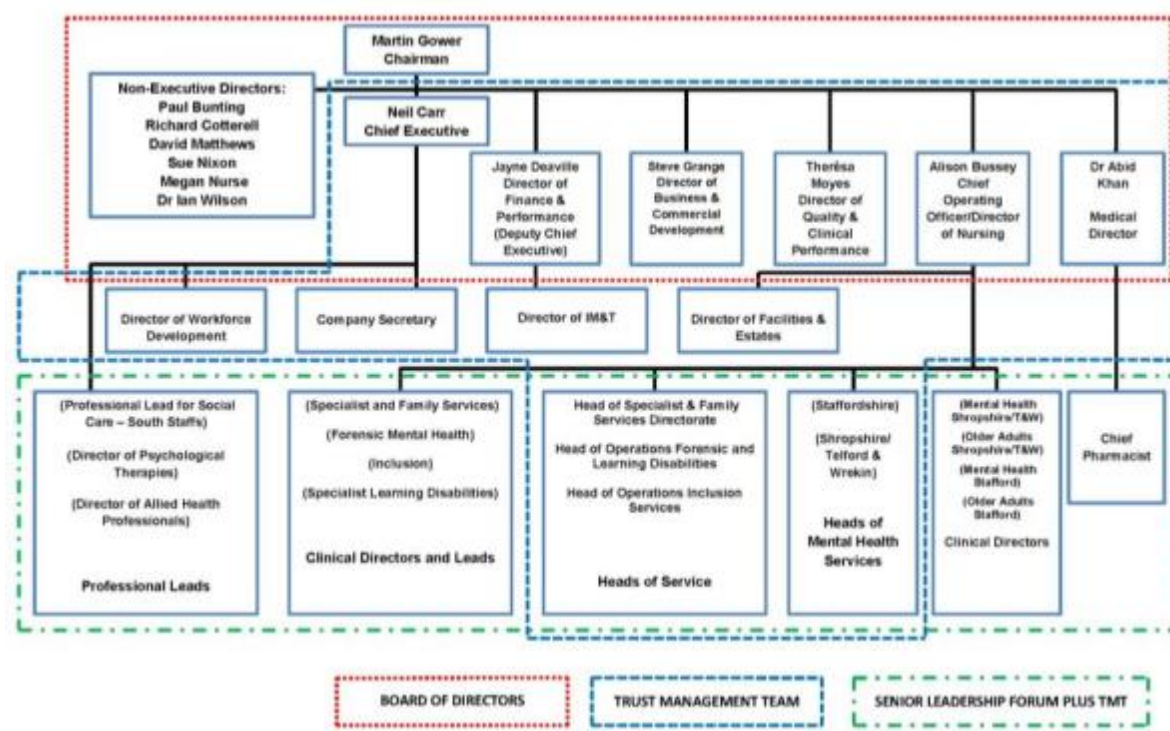 Martin Gower
Chairman
Non-Executive Directors:
Paul Bunting
Richard Cotterell
David Matthews
Sue Nixon
Megan Nurse
Dr Ian Wilson
Neil Carr
Chief Executive
Jayne Deaville
Director of
Finance &
Performance
(Deputy Chief
Executive)
Steve Grange
Director of
Business &
Commercial
Development
Therèsa
Moyes
Director of
Quality &
Clinical
Performance
Alison Bussey
Chief
Operating
Officer/Director
of Nursing
Dr Abid
Khan
Medical
Director
Director of Workforce
Development
Company Secretary
Director of IM&T
Director of Facilities &
Estates
(Professional Lead for Social
Care – South Staffs)
(Director of Psychological
Therapies)
(Director of Allied Health
Professionals)
Professional Leads
(Specialist and Family Services)
(Forensic Mental Health)
(Inclusion)
(Specialist Learning Disabilities)
Clinical Directors and Leads
Head of Specialist & Family
Services Directorate
Head of Operations Forensic and
Learning Disabilities
Head of Operations Inclusion
Services
Heads of Service
(Staffordshire)
(Shropshire/
Telford &
Wrekin)
Heads of
Mental Health
Services
(Mental Health
Shropshire/T&W)
(Older Adults
Shropshire/T&W)
(Mental Health
Stafford)
(Older Adults
Stafford)
Clinical Directors
Chief
Pharmacist
BOARD OF DIRECTORS
TRUST MANAGEMENT TEAM
SENIOR LEADERSHIP FORUM PLUS TMT